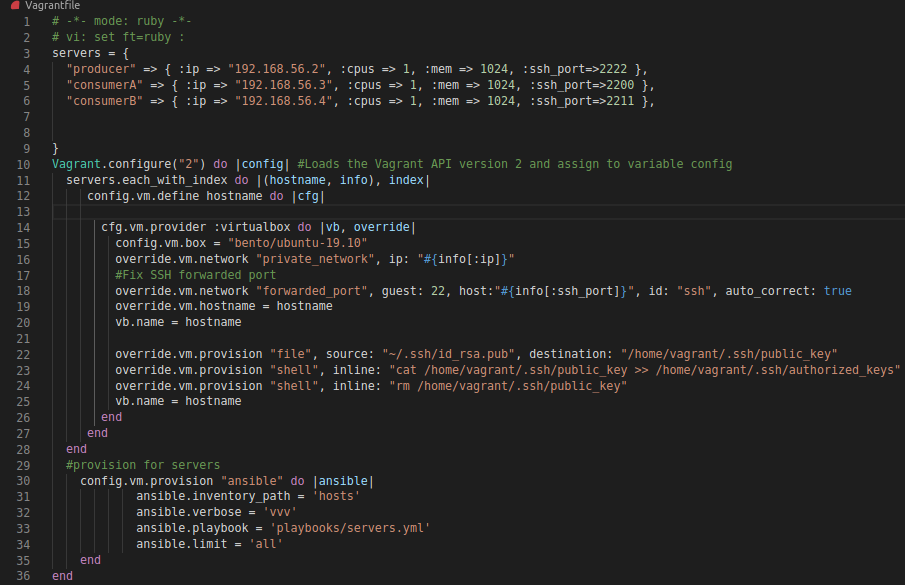 Vagrantfile
1 # -*- mode: ruby -*-
2 # vi: set ft=ruby :
3 servers = {
4 "producer" => { :ip => "192.168.56.2", :cpus => 1, :mem => 1024, :ssh_port=>2222 },
5 "consumerA" => { :ip => "192.168.56.3", :cpus => 1, :mem => 1024, :ssh_port=>2200 },
6 "consumerB" => { :ip => "192.168.56.4", :cpus => 1, :mem => 1024, :ssh_port=>2211 },
7
8
9 }
10 Vagrant.configure("2") do |config| #Loads the Vagrant API version 2 and assign to variable config
11 servers.each_with_index do |(hostname, info), index|
12 config.vm.define hostname do |cfg|
13
14 cfg.vm.provider :virtualbox do |vb, override|
15 config.vm.box = "bento/ubuntu-19.10"
16 override.vm.network "private_network", ip: "#{info[:ip]}"
17 #Fix SSH forwarded port
18 override.vm.network "forwarded_port", guest: 22, host:"#{info[:ssh_port]}", id: "ssh", auto_correct: true
19 override.vm.hostname = hostname
20 vb.name = hostname
21
22 override.vm.provision "file", source: "~/.ssh/id_rsa.pub", destination: "/home/vagrant/.ssh/public_key"
23 override.vm.provision "shell", inline: "cat /home/vagrant/.ssh/public_key >> /home/vagrant/.ssh/authorized_keys"
24 override.vm.provision "shell", inline: "rm /home/vagrant/.ssh/public_key"
25 vb.name = hostname
26 end
27 end
28 end
29 #provision for servers
30 config.vm.provision "ansible" do |ansible|
31 ansible.inventory_path = 'hosts'
32 ansible.verbose = 'vvv'
33 ansible.playbook = 'playbooks/servers.yml'
34 ansible.limit = 'all'
35 end
36 end